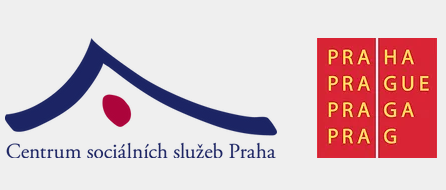 Centrum sociálních služeb Praha
PRAHA
PRAGUE
PRAGA
PRAG